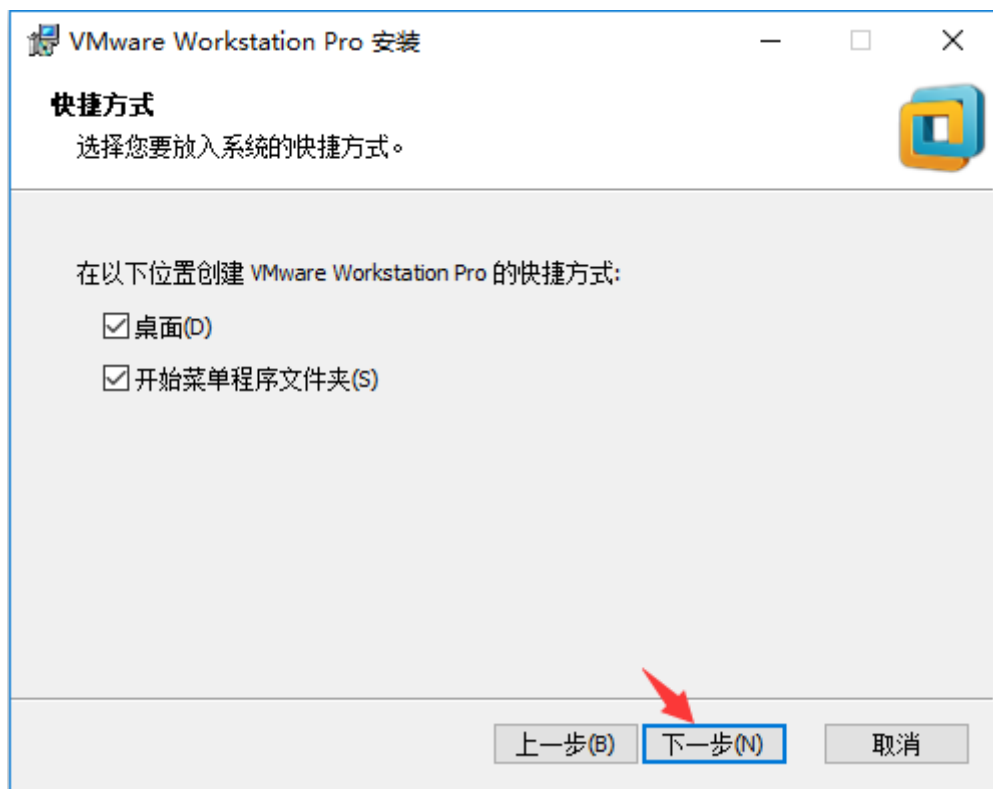 VMware Workstation Pro 安装
快捷方式
选择您要放入系统的快捷方式。
在以下位置创建 VMware Workstation Pro 的快捷方式:
桌面(D)
开始菜单程序文件夹(S)
上一步(B) 下一步(N) 取消